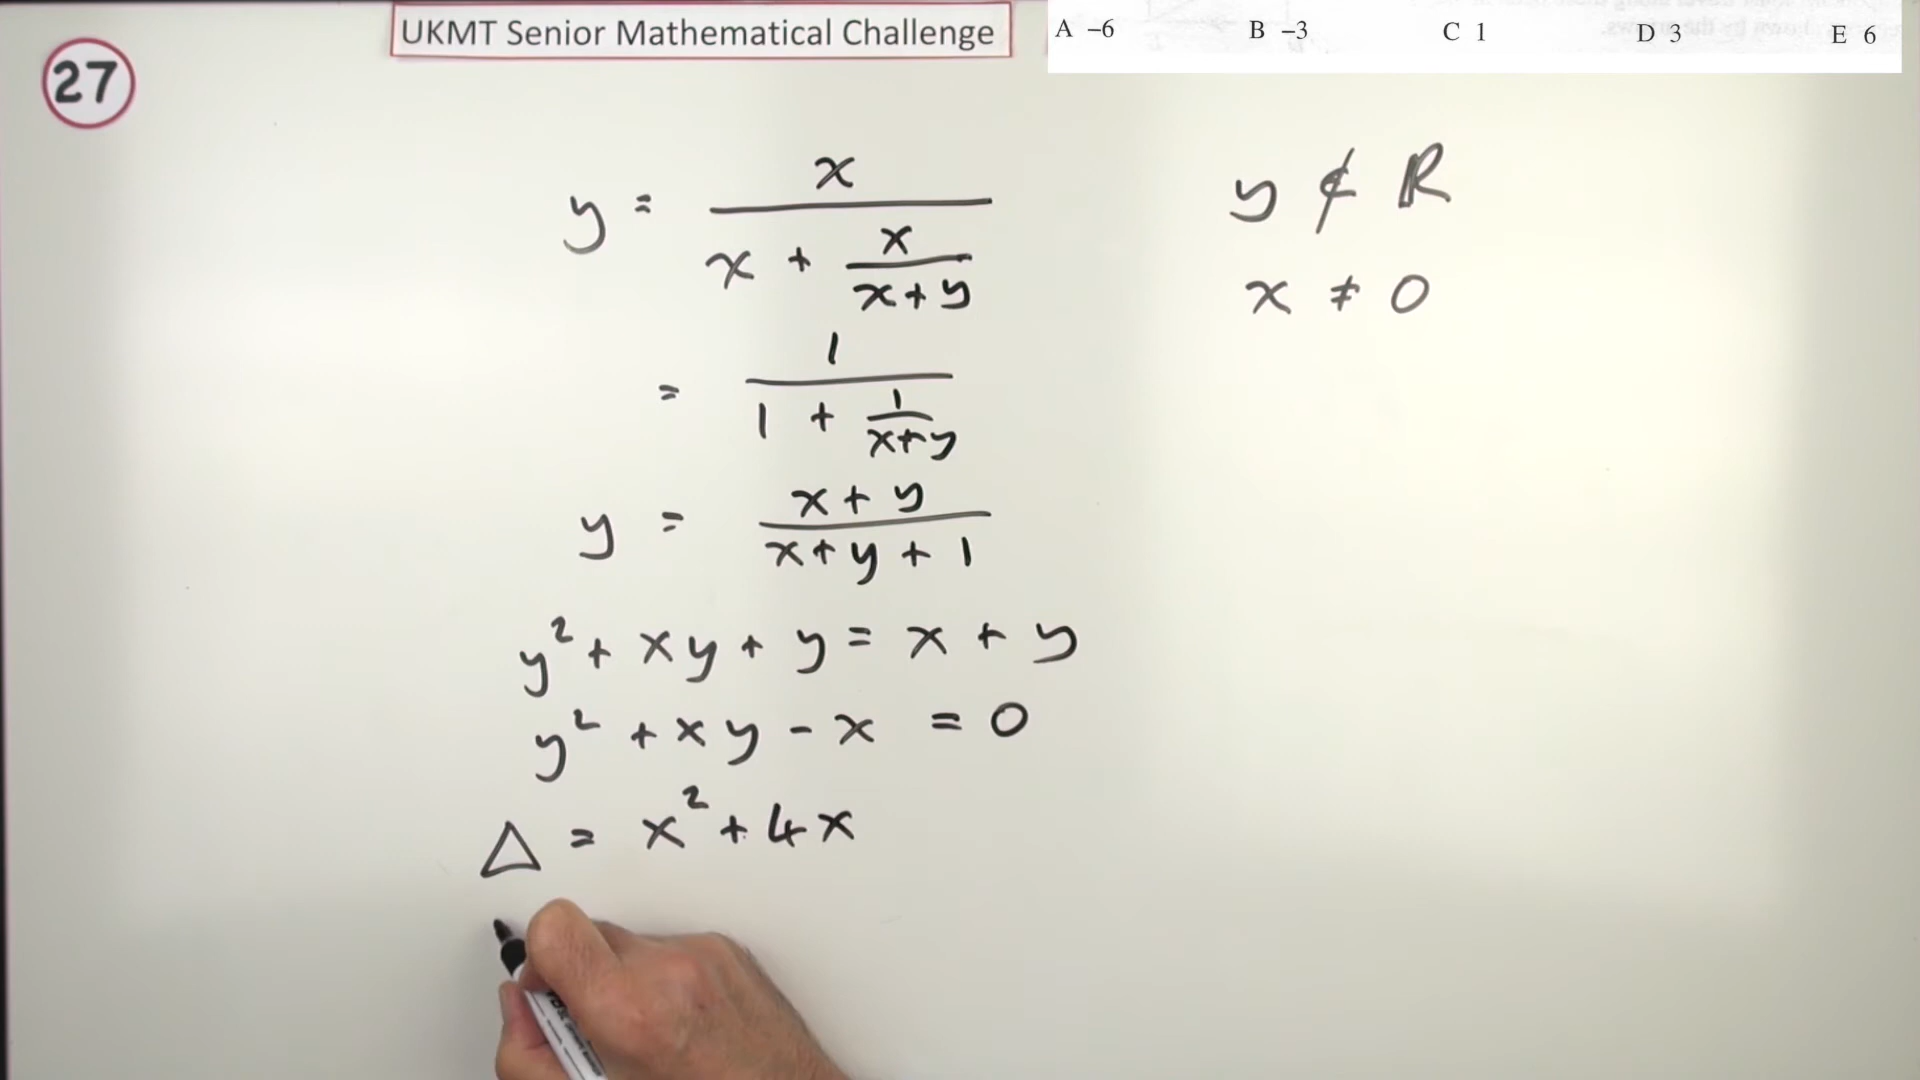 27
UKMT Senior Mathematical Challenge
A −6 B −3 C 1 D 3 E 6
y = x / (x + x/(x+y))
y ∉ ℝ
x ≠ 0
= 1 / (1 + 1/(x+y))
y = (x+y) / (x+y+1)
y² + xy + y = x + y
y² + xy - x = 0
△ = x² + 4x